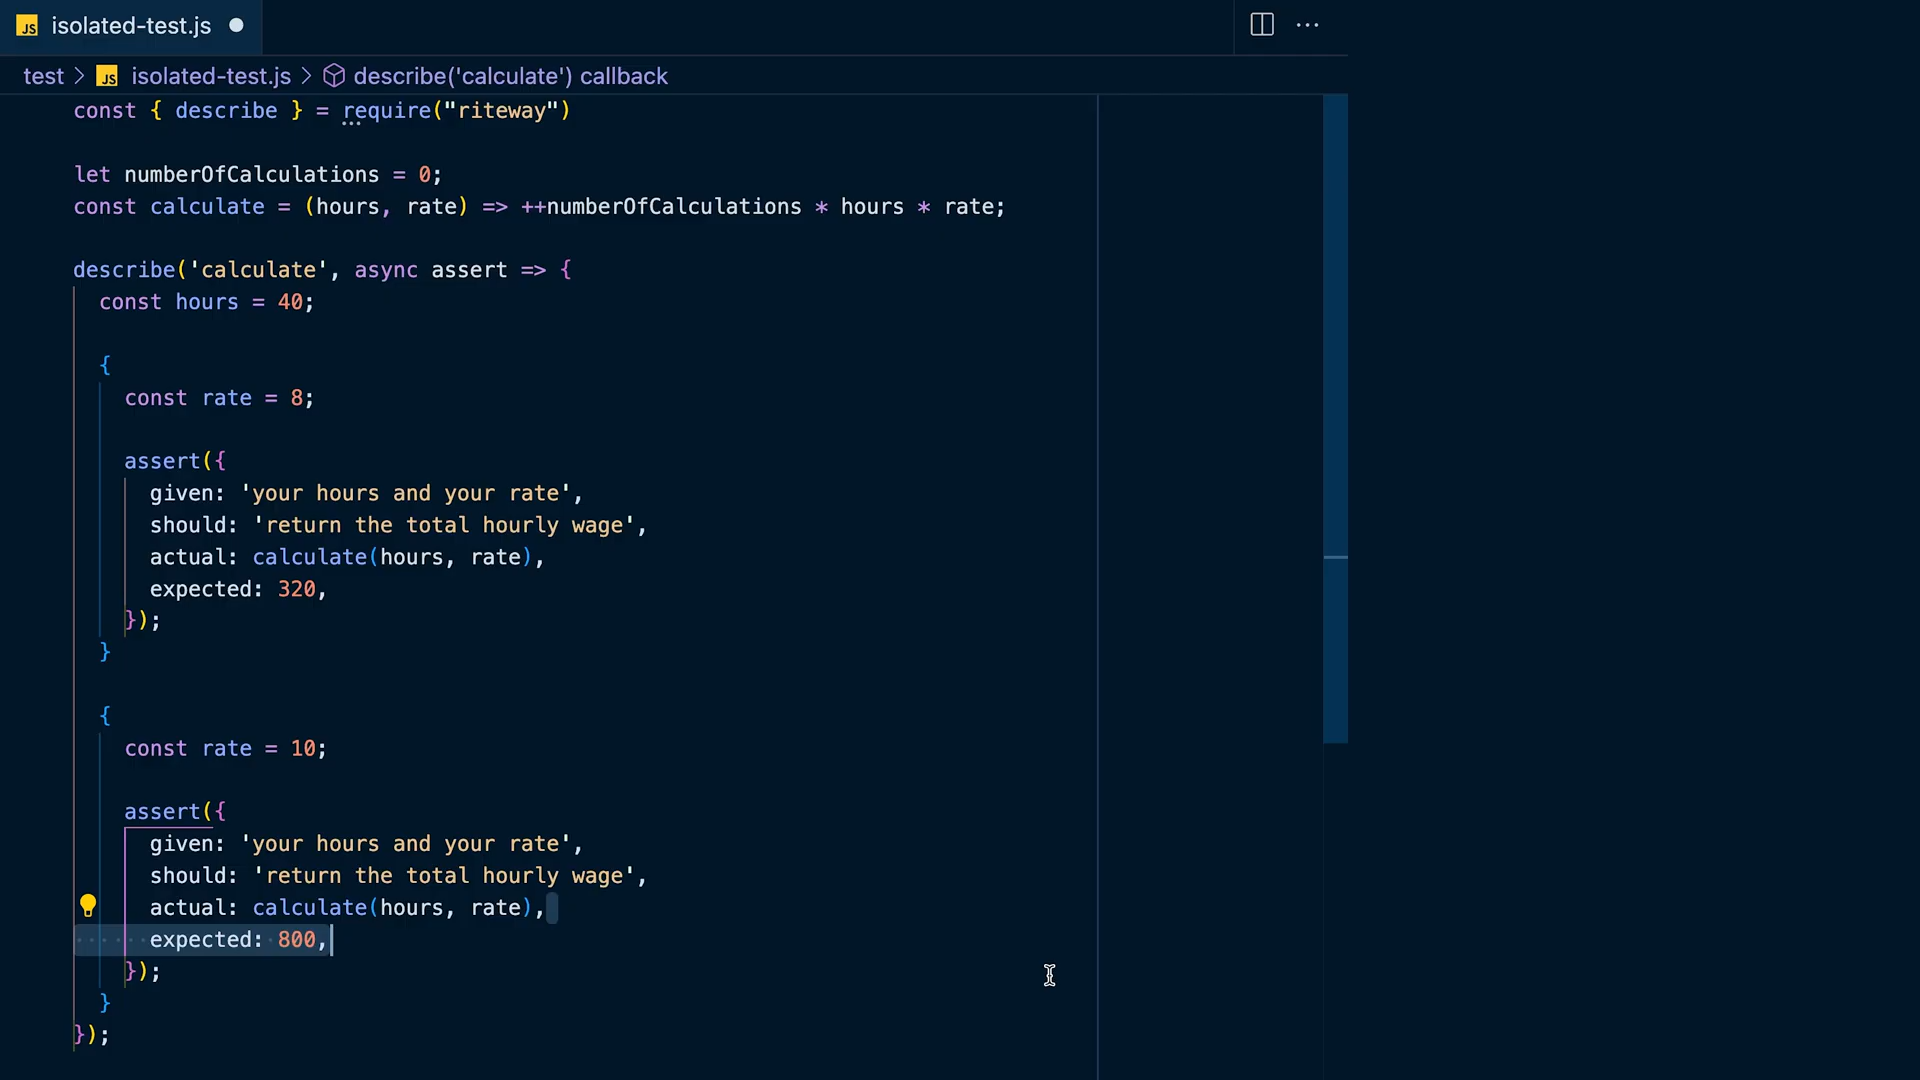 JS isolated-test.js
test > JS isolated-test.js > describe('calculate') callback
const { describe } = require("riteway")
let numberOfCalculations = 0;
const calculate = (hours, rate) => ++numberOfCalculations * hours * rate;
describe('calculate', async assert => {
const hours = 40;
{
const rate = 8;
assert({
given: 'your hours and your rate',
should: 'return the total hourly wage',
actual: calculate(hours, rate),
expected: 320,
});
}
{
const rate = 10;
assert({
given: 'your hours and your rate',
should: 'return the total hourly wage',
actual: calculate(hours, rate),
expected: 800,
});
}
});